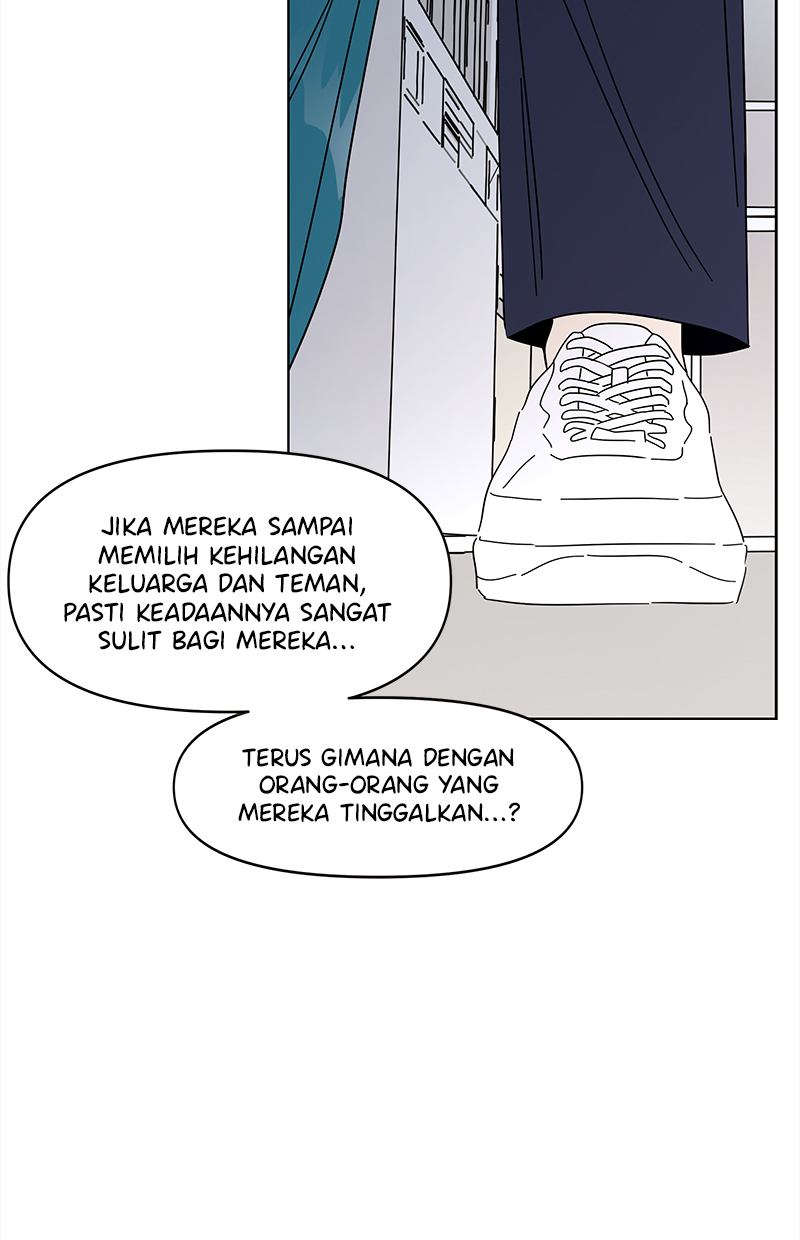 JIKA MEREKA SAMPAI
MEMILIH KEHILANGAN
KELUARGA DAN TEMAN,
PASTI KEADAANNYA SANGAT
SULIT BAGI MEREKA...
TERUS GIMANA DENGAN
ORANG-ORANG YANG
MEREKA TINGGALKAN...?